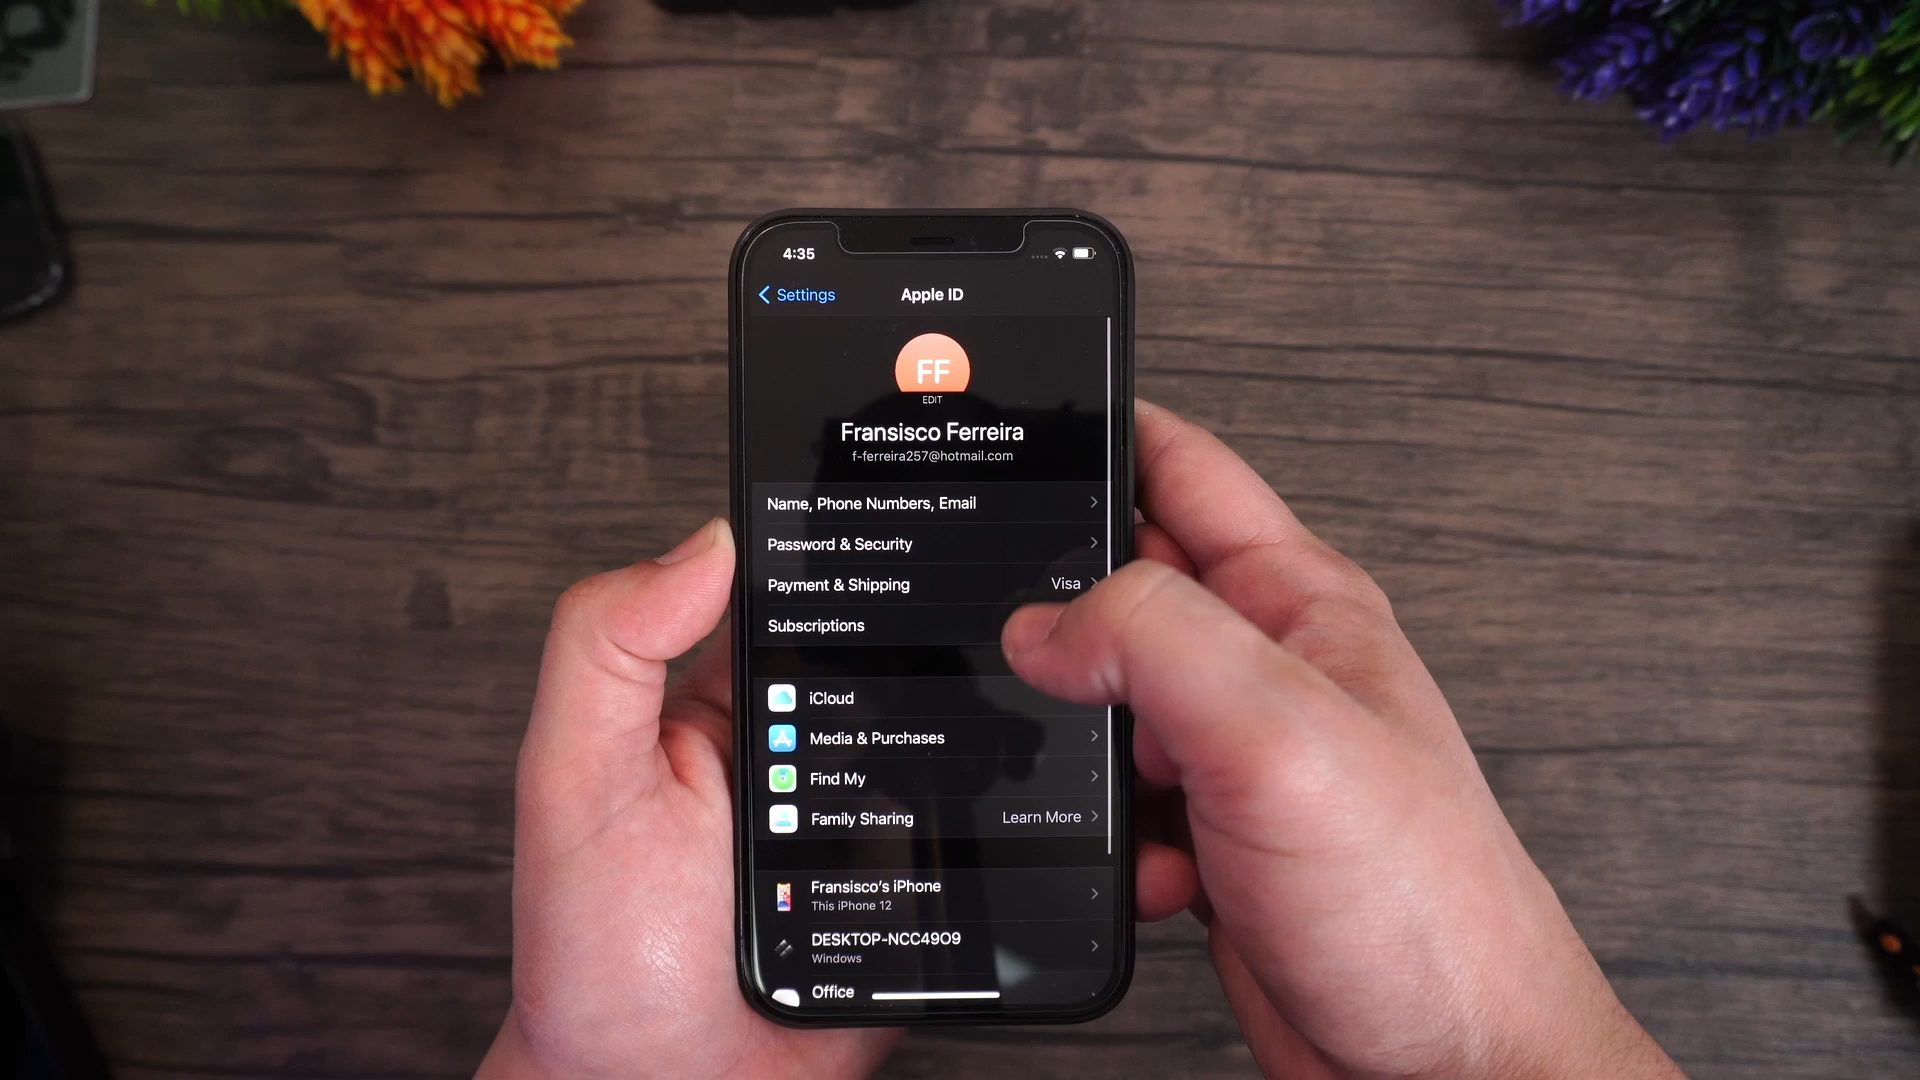 4:35
Settings
Apple ID
FF
EDIT
Fransisco Ferreira
f-ferreira257@hotmail.com
Name, Phone Numbers, Email
Password & Security
Payment & Shipping Visa
Subscriptions
iCloud
Media & Purchases
Find My
Family Sharing Learn More
Fransisco's iPhone
This iPhone 12
DESKTOP-NCC49O9
Windows
Office